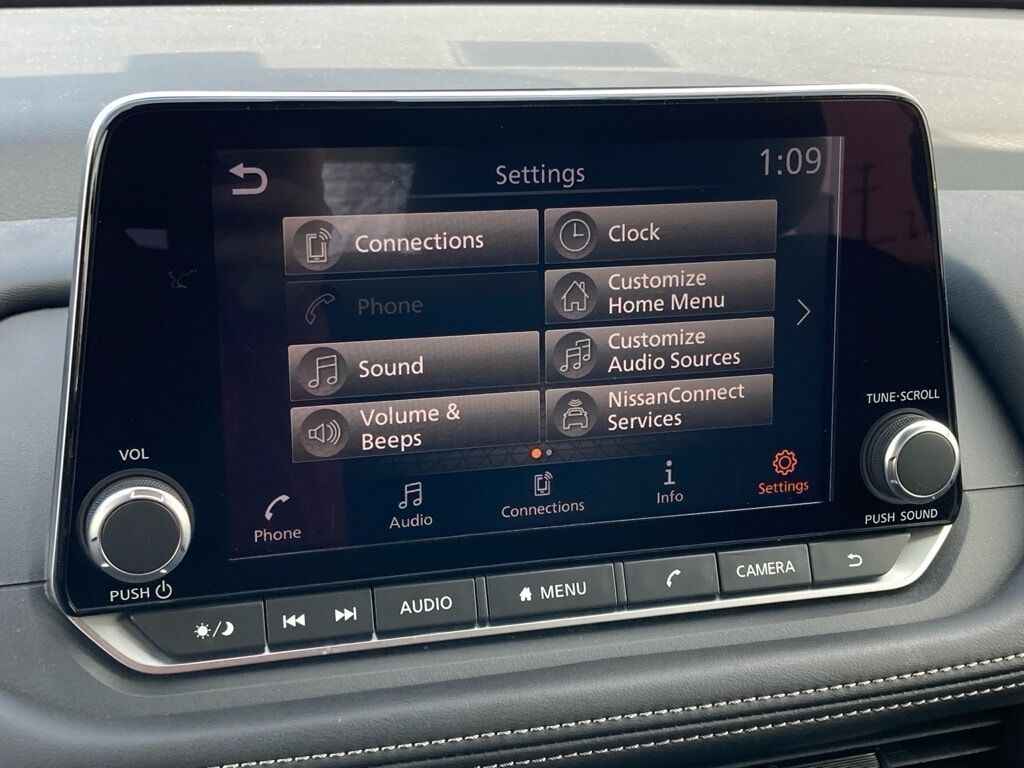 Settings
1:09
Connections
Clock
Phone
Customize
Home Menu
Sound
Customize
Audio Sources
Volume &
Beeps
NissanConnect
Services
Phone
Audio
Connections
Info
Settings
VOL
PUSH
TUNE·SCROLL
PUSH SOUND
AUDIO
MENU
CAMERA